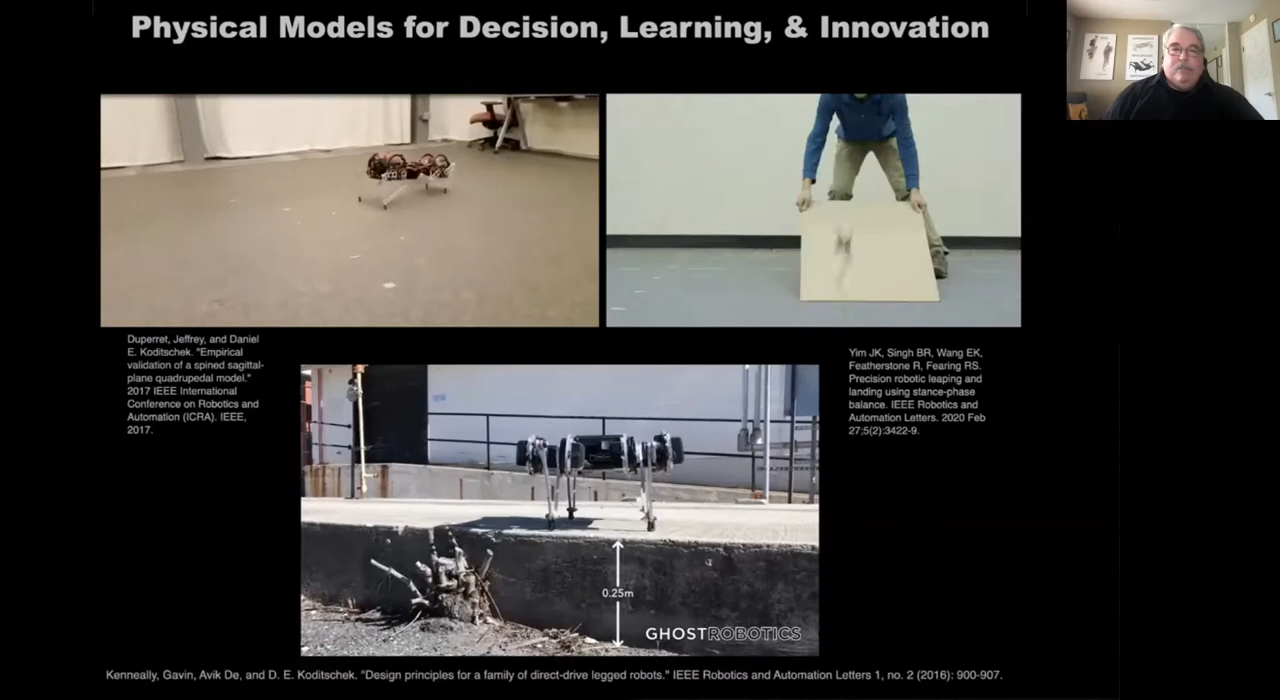 Physical Models for Decision, Learning, & Innovation
Duperret, Jeffrey, and Daniel
E. Koditschek. "Empirical
validation of a spined sagittal-
plane quadrupedal model."
2017 IEEE International
Conference on Robotics and
Automation (ICRA). IEEE,
2017.
Yim JK, Singh BR, Wang EK,
Featherstone R, Fearing RS.
Precision robotic leaping and
landing using stance-phase
balance. IEEE Robotics and
Automation Letters. 2020 Feb
27;5(2):3422-9.
0.25m
GHOSTROBOTICS
Kenneally, Gavin, Avik De, and D. E. Koditschek. "Design principles for a family of direct-drive legged robots." IEEE Robotics and Automation Letters 1, no. 2 (2016): 900-907.